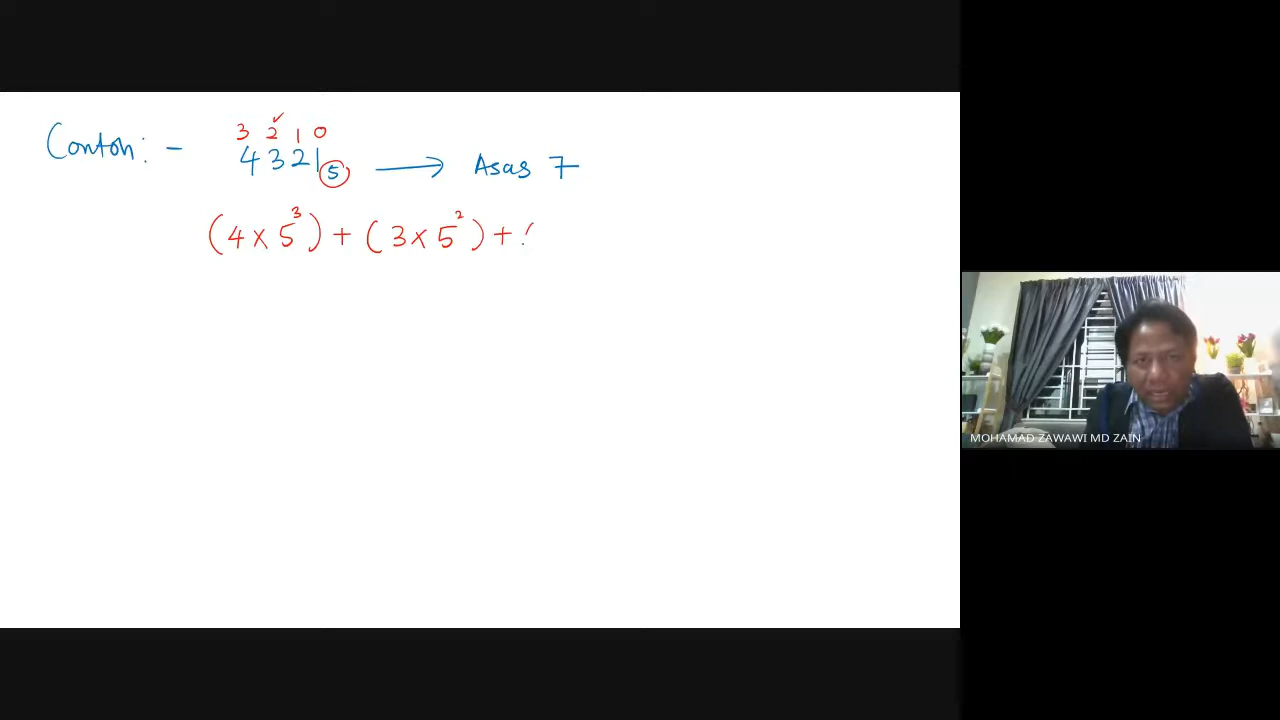 3 2 1 0
Contoh: - 4321₅ → Asas 7
(4 × 5³) + (3 × 5²) + (
MOHAMAD ZAWAWI MD ZAIN